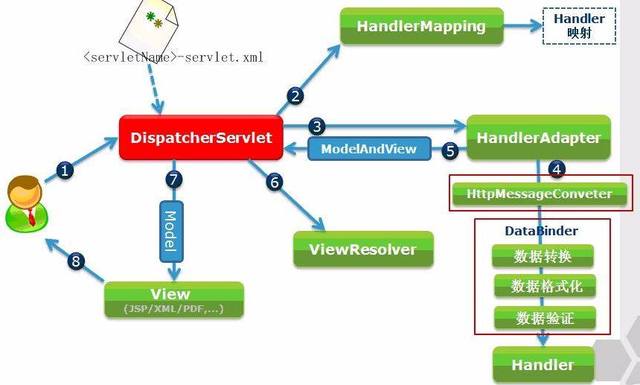 <servletName>-servlet.xml
HandlerMapping
Handler
映射
2
DispatcherServlet
3
HandlerAdapter
ModelAndView
5
1
7
6
4
HttpMessageConveter
Model
DataBinder
数据转换
ViewResolver
8
数据格式化
View
(JSP/XML/PDF,...)
数据验证
Handler